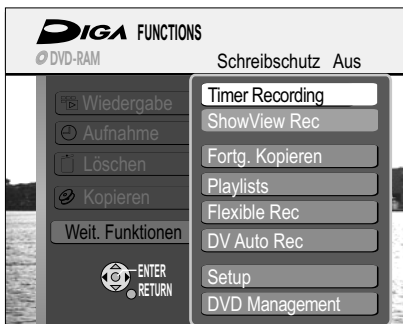 DIGA FUNCTIONS
DVD-RAM
Schreibschutz Aus
Wiedergabe
Aufnahme
Löschen
Kopieren
Weit. Funktionen
ENTER
RETURN
Timer Recording
ShowView Rec
Fortg. Kopieren
Playlists
Flexible Rec
DV Auto Rec
Setup
DVD Management